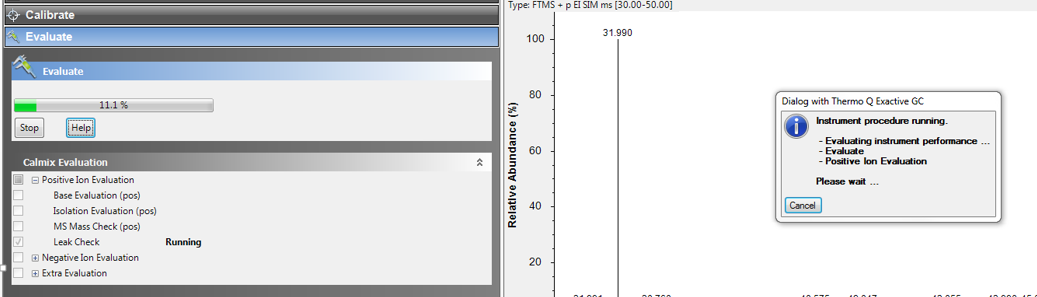 Calibrate
Evaluate
Evaluate
11.1 %
Stop
Help
Calmix Evaluation
Positive Ion Evaluation
Base Evaluation (pos)
Isolation Evaluation (pos)
MS Mass Check (pos)
Leak Check Running
Negative Ion Evaluation
Extra Evaluation
Type: FTMS + p EI SIM ms [30.00-50.00]
31.990
100
80
60
40
20
Relative Abundance (%)
Dialog with Thermo Q Exactive GC
Instrument procedure running.
- Evaluating instrument performance ...
- Evaluate
- Positive Ion Evaluation
Please wait ...
Cancel